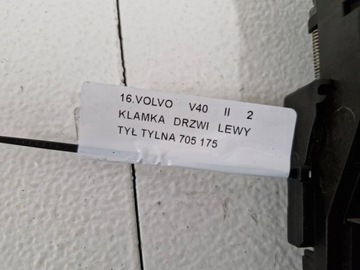 16.VOLVO V40 II 2
KLAMKA DRZWI LEWY
TYŁ TYLNA 705 175